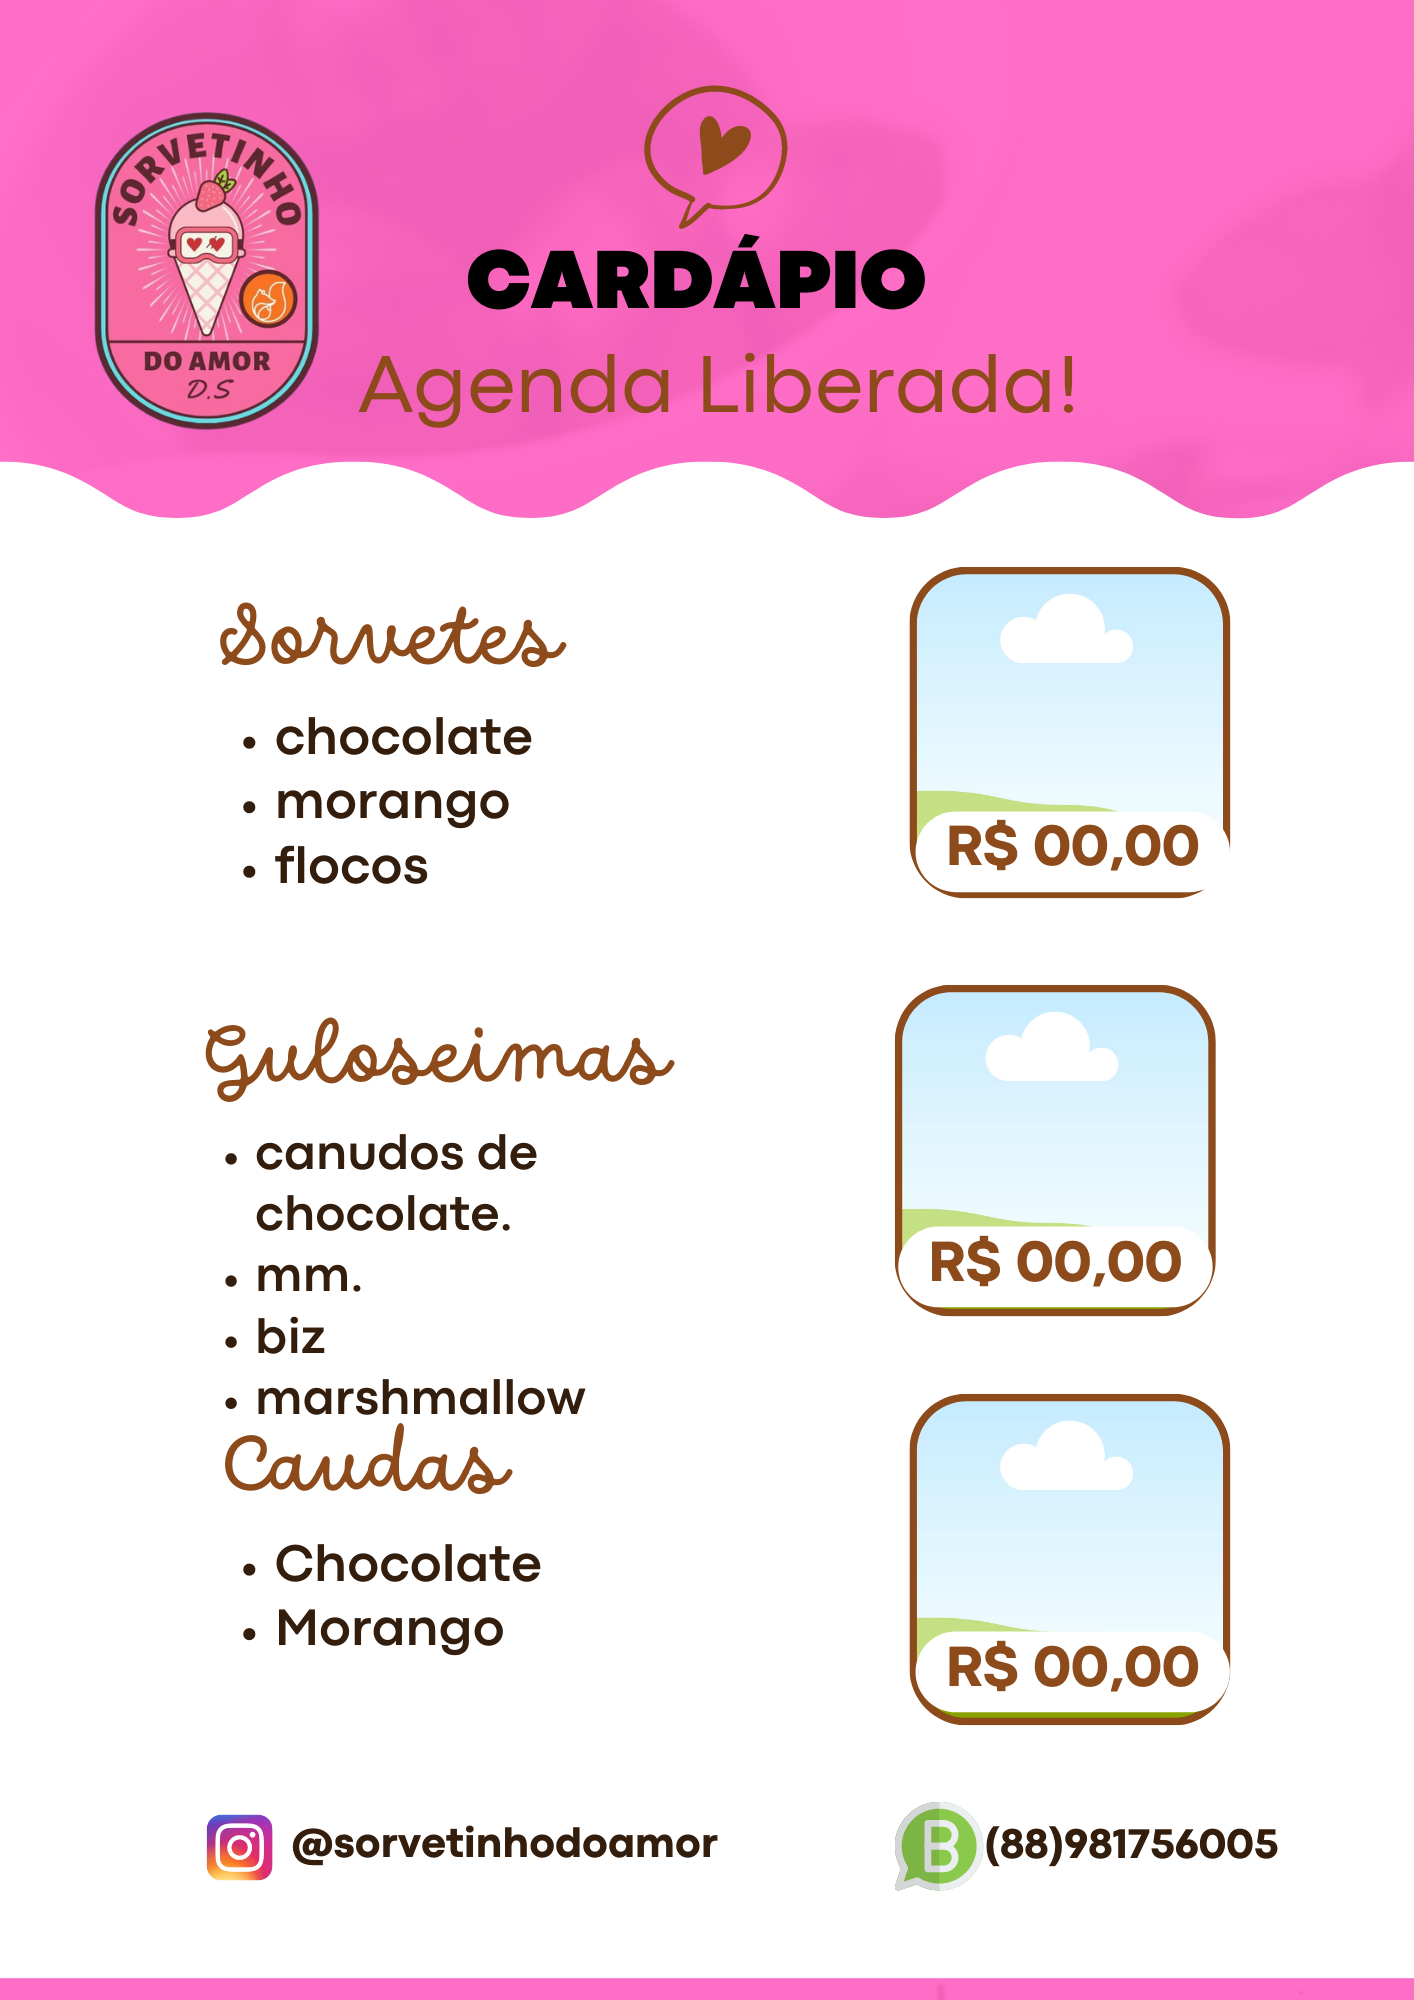 SORVETINHO
DO AMOR
D.S
CARDÁPIO
Agenda Liberada!
Sorvetes
• chocolate
• morango
• flocos
R$ 00,00
Guloseimas
• canudos de
chocolate.
• mm.
• biz
• marshmallow
R$ 00,00
Caudas
• Chocolate
• Morango
R$ 00,00
@sorvetinhodoamor
B
(88)981756005